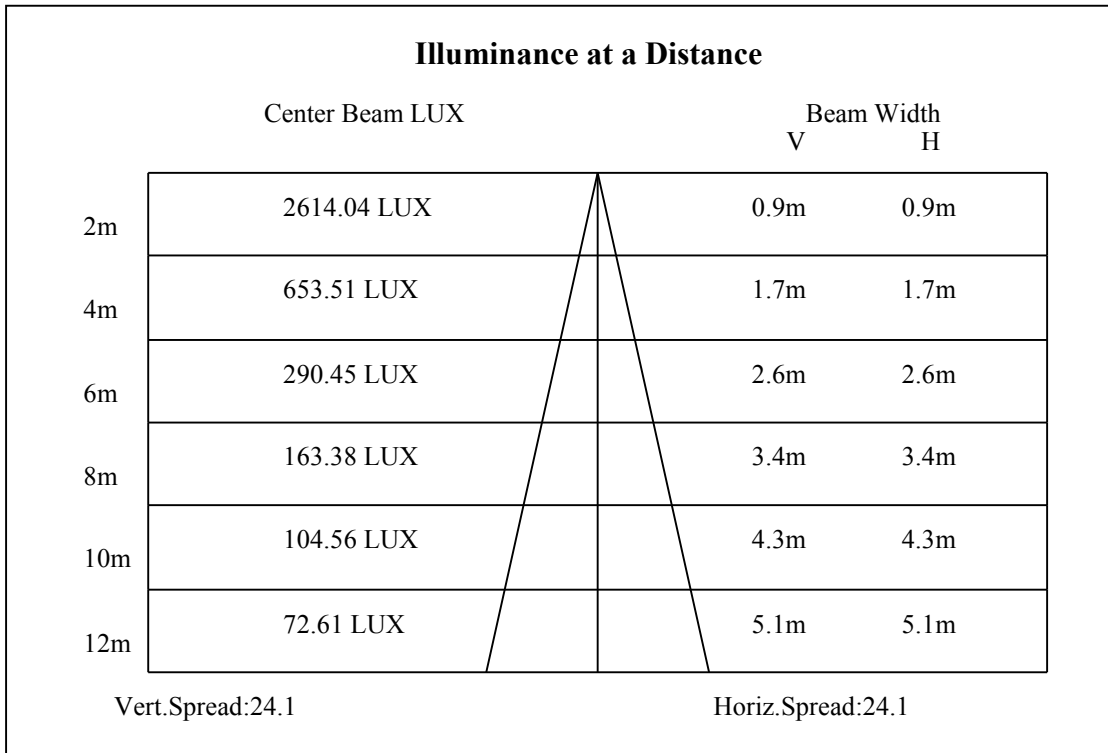 Illuminance at a Distance
Center Beam LUX Beam Width
V H
2m 2614.04 LUX 0.9m 0.9m
4m 653.51 LUX 1.7m 1.7m
6m 290.45 LUX 2.6m 2.6m
8m 163.38 LUX 3.4m 3.4m
10m 104.56 LUX 4.3m 4.3m
12m 72.61 LUX 5.1m 5.1m
Vert.Spread:24.1 Horiz.Spread:24.1